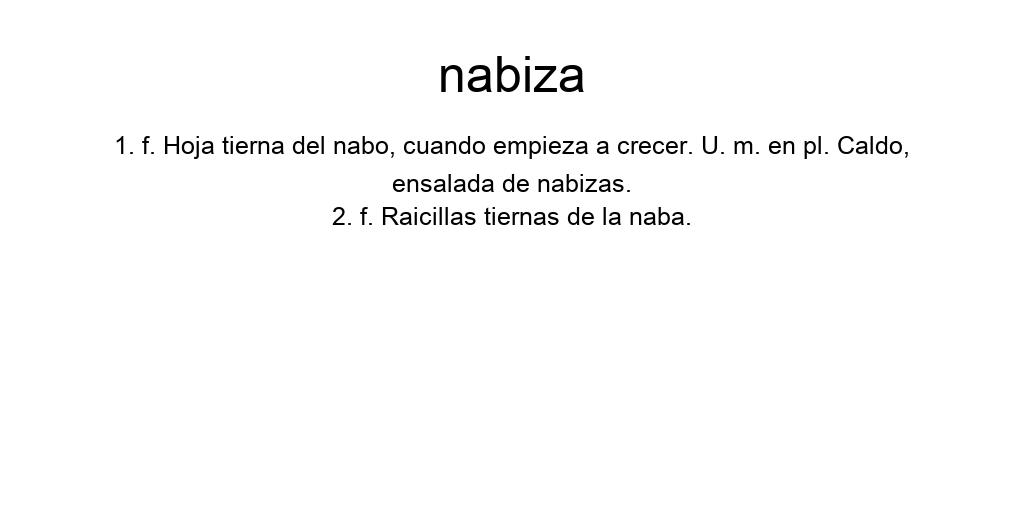 nabiza
1. f. Hoja tierna del nabo, cuando empieza a crecer. U. m. en pl. Caldo,
ensalada de nabizas.
2. f. Raicillas tiernas de la naba.